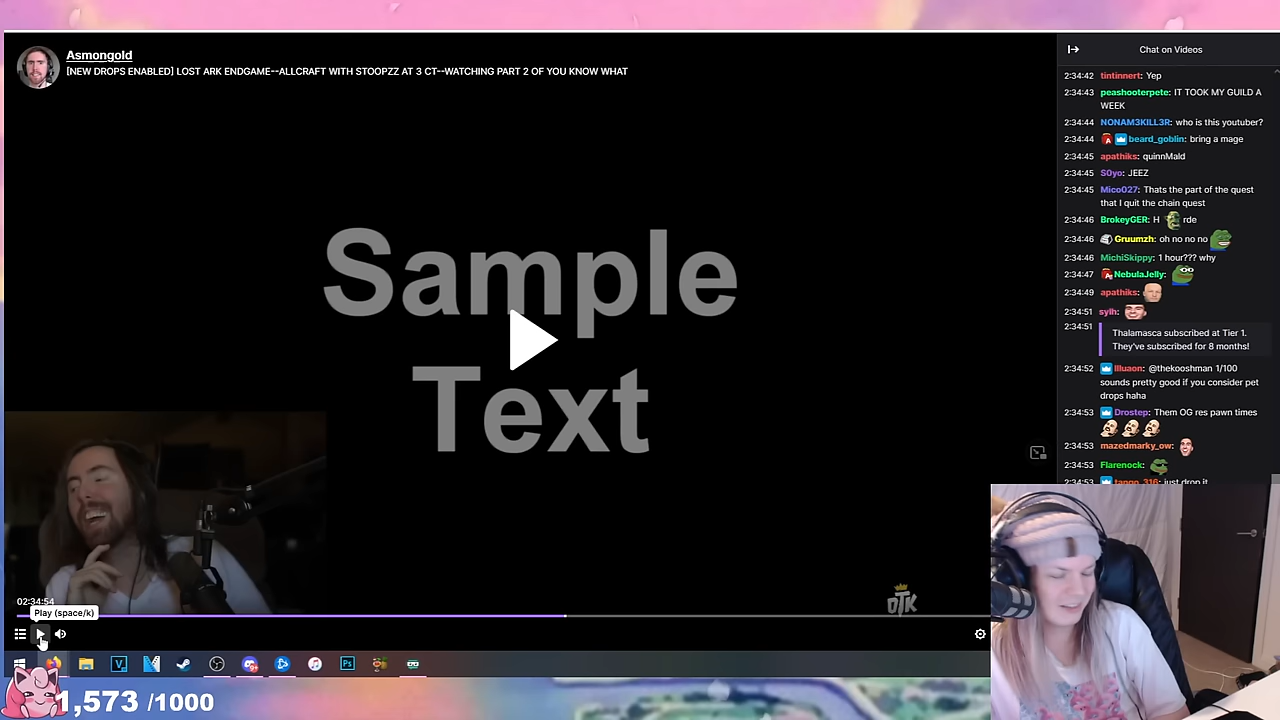 Asmongold
[NEW DROPS ENABLED] LOST ARK ENDGAME--ALLCRAFT WITH STOOPZZ AT 3 CT--WATCHING PART 2 OF YOU KNOW WHAT
Sample
Text
OTK
02:34:54
Play (space/k)
Chat on Videos
2:34:42 tintinnert: Yep
2:34:43 peashooterpete: IT TOOK MY GUILD A
WEEK
2:34:44 NONAM3KILL3R: who is this youtuber?
2:34:44 beard_goblin: bring a mage
2:34:45 apathiks: quinnMald
2:34:45 S0yo: JEEZ
2:34:45 Mico027: Thats the part of the quest
that I quit the chain quest
2:34:46 BrokeyGER: H rde
2:34:46 Gruumzh: oh no no no
2:34:46 MichiSkippy: 1 hour??? why
2:34:47 NebulaJelly:
2:34:49 apathiks:
2:34:51 sylh:
2:34:51 Thalamasca subscribed at Tier 1.
They've subscribed for 8 months!
2:34:52 Illuaon: @thekooshman 1/100
sounds pretty good if you consider pet
drops haha
2:34:53 Drostep: Them OG res pawn times
2:34:53 mazedmarky_ow:
2:34:53 Flarenock:
2:34:53 tango_316: just drop it
Ps
1,573 /1000